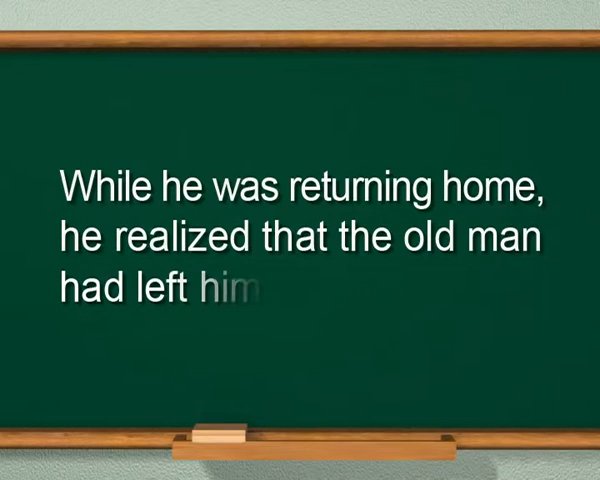 While he was returning home,
he realized that the old man
had left him